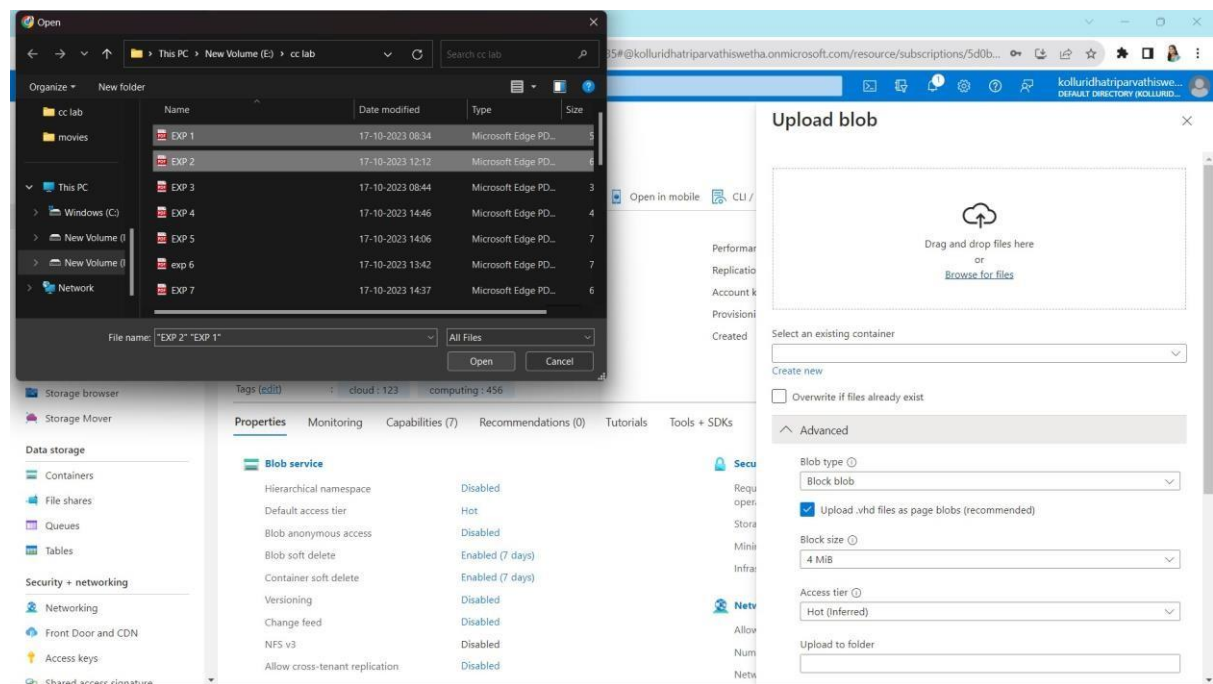 Open
This PC > New Volume (E:) > cc lab
Search cc lab
Organize
New folder
cc lab
movies
This PC
Windows (C:)
New Volume (
New Volume (
Network
Name Date modified Type Size
EXP 1 17-10-2023 08:34 Microsoft Edge PD... 5
EXP 2 17-10-2023 12:12 Microsoft Edge PD... 6
EXP 3 17-10-2023 08:44 Microsoft Edge PD... 3
EXP 4 17-10-2023 14:46 Microsoft Edge PD... 4
EXP 5 17-10-2023 14:06 Microsoft Edge PD... 7
exp 6 17-10-2023 13:42 Microsoft Edge PD... 7
EXP 7 17-10-2023 14:37 Microsoft Edge PD... 6
File name: "EXP 2" "EXP 1" All Files
Open Cancel
35#@kolluridhatriparvathiswetha.onmicrosoft.com/resource/subscriptions/5d0b...
kolluridhatriparvathiswe...
DEFAULT DIRECTORY (KOLLURID...
Open in mobile CLI /
Performar
Replicatio
Account k
Provisioni
Created
Tags (edit) : cloud : 123 computing : 456
Storage browser
Storage Mover
Data storage
Containers
File shares
Queues
Tables
Security + networking
Networking
Front Door and CDN
Access keys
Shared access signature
Properties Monitoring Capabilities (7) Recommendations (0) Tutorials Tools + SDKs
Blob service
Hierarchical namespace Disabled
Default access tier Hot
Blob anonymous access Disabled
Blob soft delete Enabled (7 days)
Container soft delete Enabled (7 days)
Versioning Disabled
Change feed Disabled
NFS v3 Disabled
Allow cross-tenant replication Disabled
Secu
Requ
oper
Stora
Minir
Infras
Netw
Allow
Num
Netw
Upload blob
Drag and drop files here
or
Browse for files
Select an existing container
Create new
Overwrite if files already exist
Advanced
Blob type
Block blob
Upload .vhd files as page blobs (recommended)
Block size
4 MiB
Access tier
Hot (Inferred)
Upload to folder